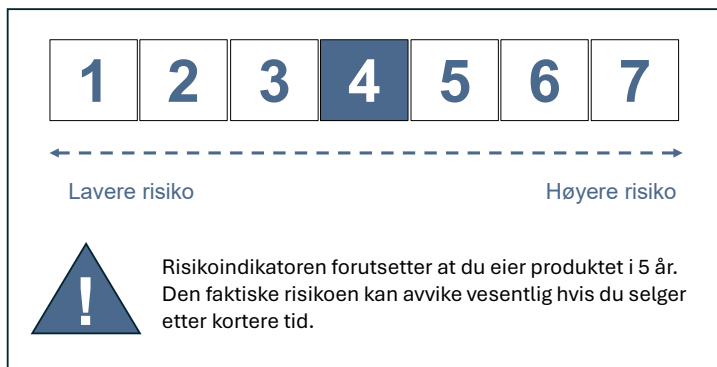 1 2 3 4 5 6 7
Lavere risiko Høyere risiko
!
Risikoindikatoren forutsetter at du eier produktet i 5 år.
Den faktiske risikoen kan avvike vesentlig hvis du selger
etter kortere tid.